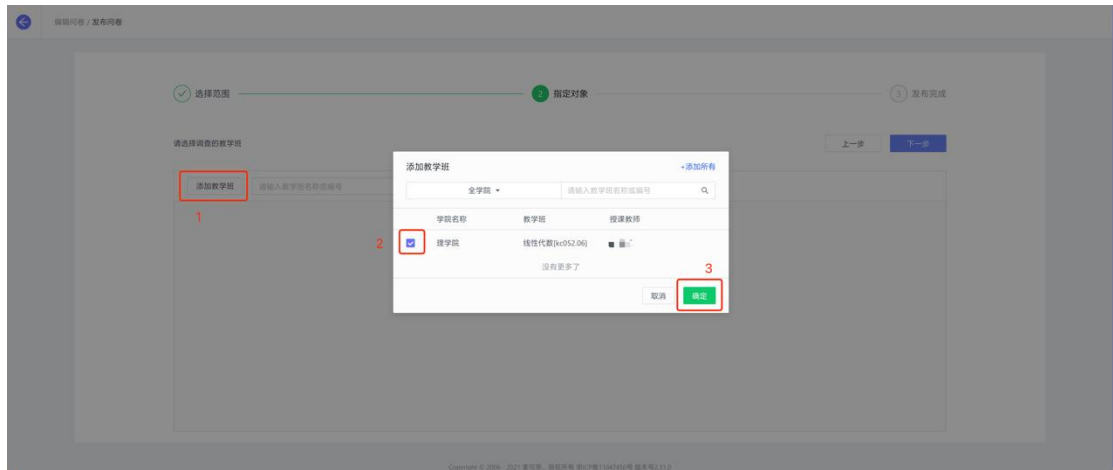 编辑问卷 / 发布问卷
选择范围
2 指定对象
3 发布完成
请选择调查的教学班
上一步 下一步
添加教学班 请输入教学班名称或编号
1
添加教学班 +添加所有
全学院 请输入教学班名称或编号
学院名称 教学班 授课教师
2
理学院 线性代数[kc052.06]
没有更多了
3
取消 确定